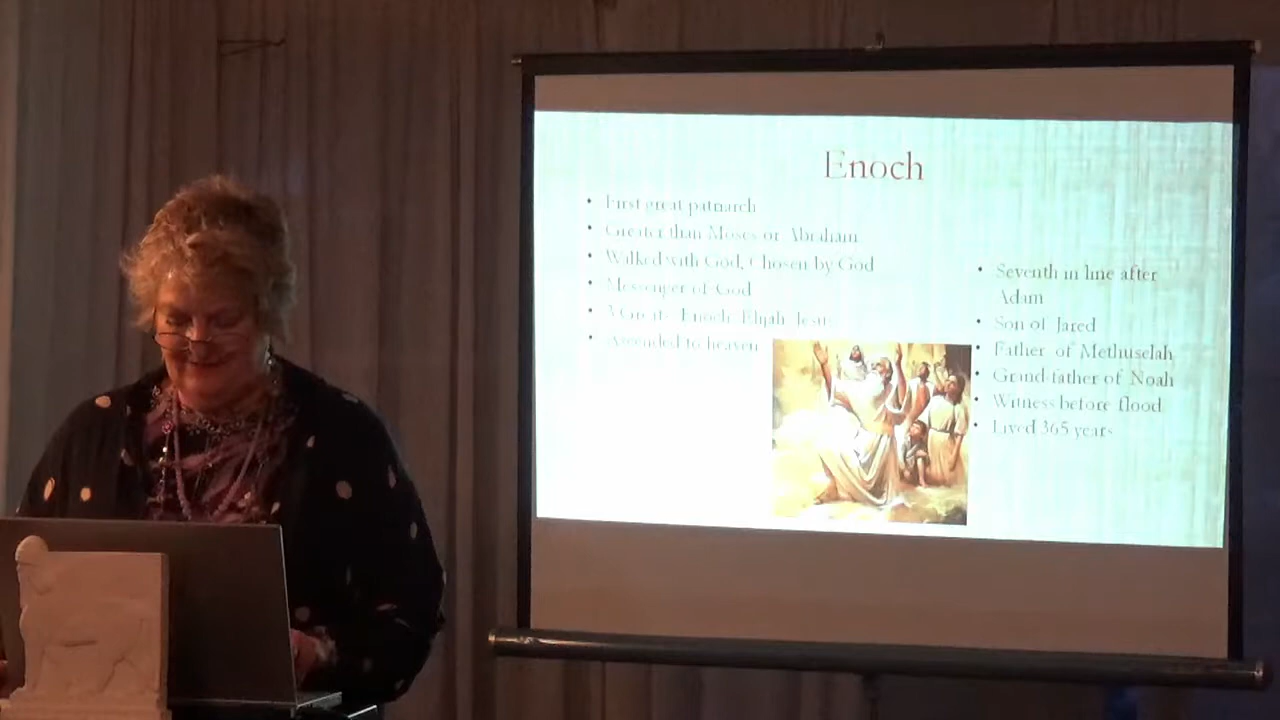 Enoch
• First great patriarch
• Greater than Moses or Abraham
• Walked with God, Chosen by God
• Messenger of God
• 3 Greats Enoch Elijah Jesus
• Ascended to heaven
• Seventh in line after
Adam
• Son of Jared
• Father of Methuselah
• Grand father of Noah
• Witness before flood
• Lived 365 years